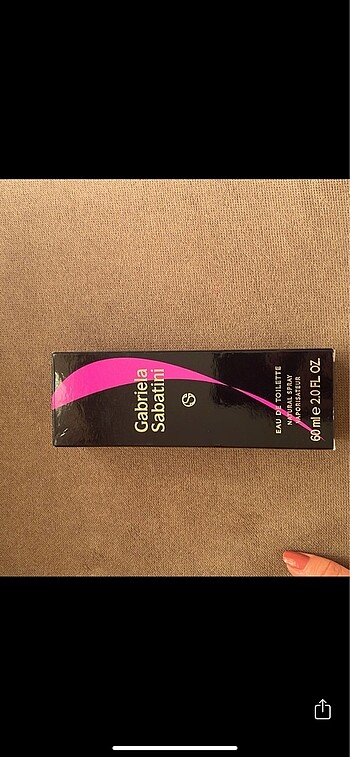 Gabriela
Sabatini
EAU DE TOILETTE
NATURAL SPRAY
VAPORISATEUR
60 ml e 2.0 FL OZ